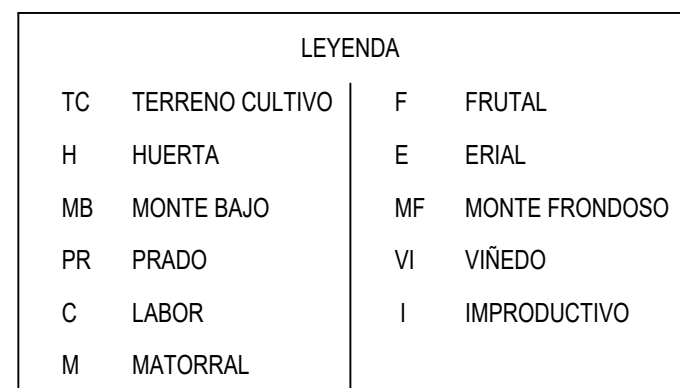 LEYENDA
TC TERRENO CULTIVO
H HUERTA
MB MONTE BAJO
PR PRADO
C LABOR
M MATORRAL
F FRUTAL
E ERIAL
MF MONTE FRONDOSO
VI VIÑEDO
I IMPRODUCTIVO